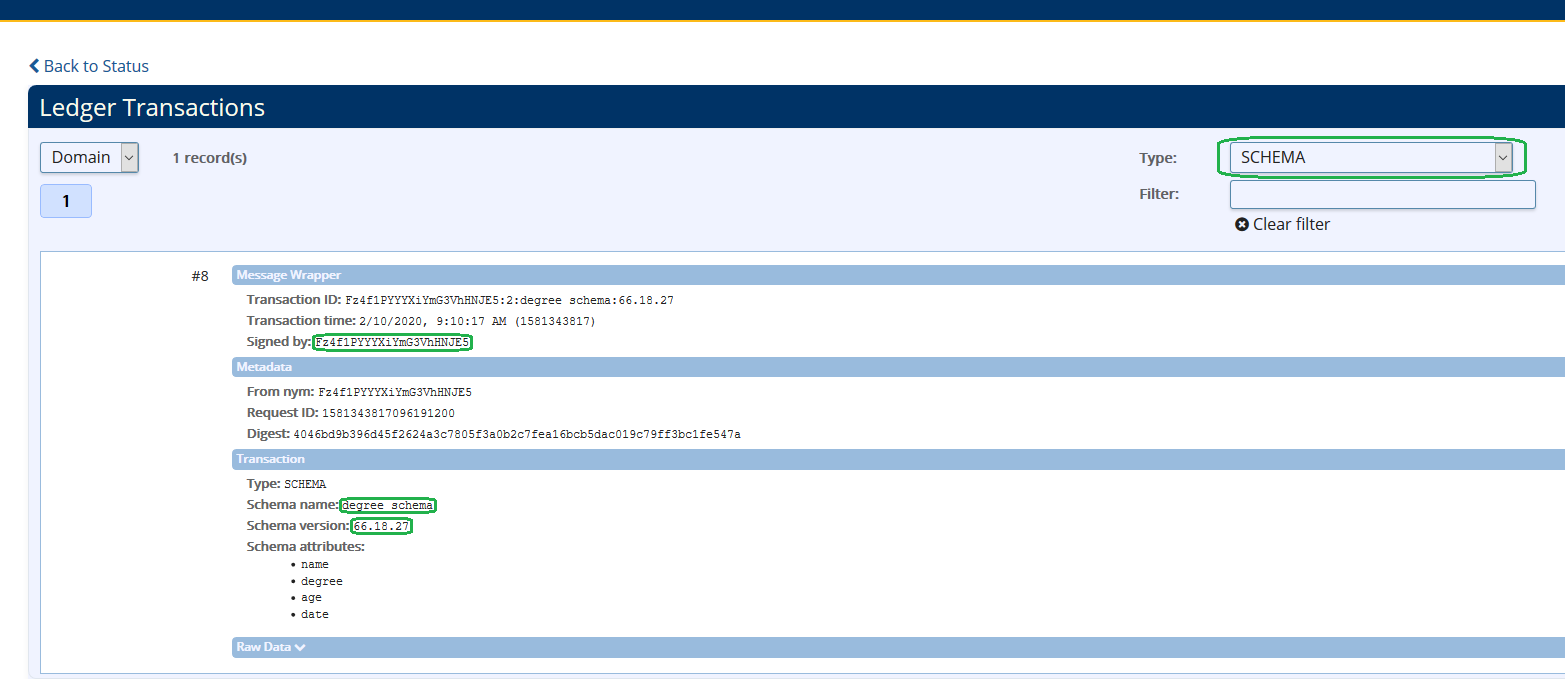 Back to Status
Ledger Transactions
Domain 1 record(s) Type: SCHEMA
1 Filter:
Clear filter
#8 Message Wrapper
Transaction ID: Fz4f1PYYYXiYmG3VhHNJE5:2:degree schema:66.18.27
Transaction time: 2/10/2020, 9:10:17 AM (1581343817)
Signed by: Fz4f1PYYYXiYmG3VhHNJE5
Metadata
From nym: Fz4f1PYYYXiYmG3VhHNJE5
Request ID: 1581343817096191200
Digest: 4046bd9b396d45f2624a3c7805f3a0b2c7fea16bcb5dac019c79ff3bc1fe547a
Transaction
Type: SCHEMA
Schema name: degree schema
Schema version: 66.18.27
Schema attributes:
• name
• degree
• age
• date
Raw Data